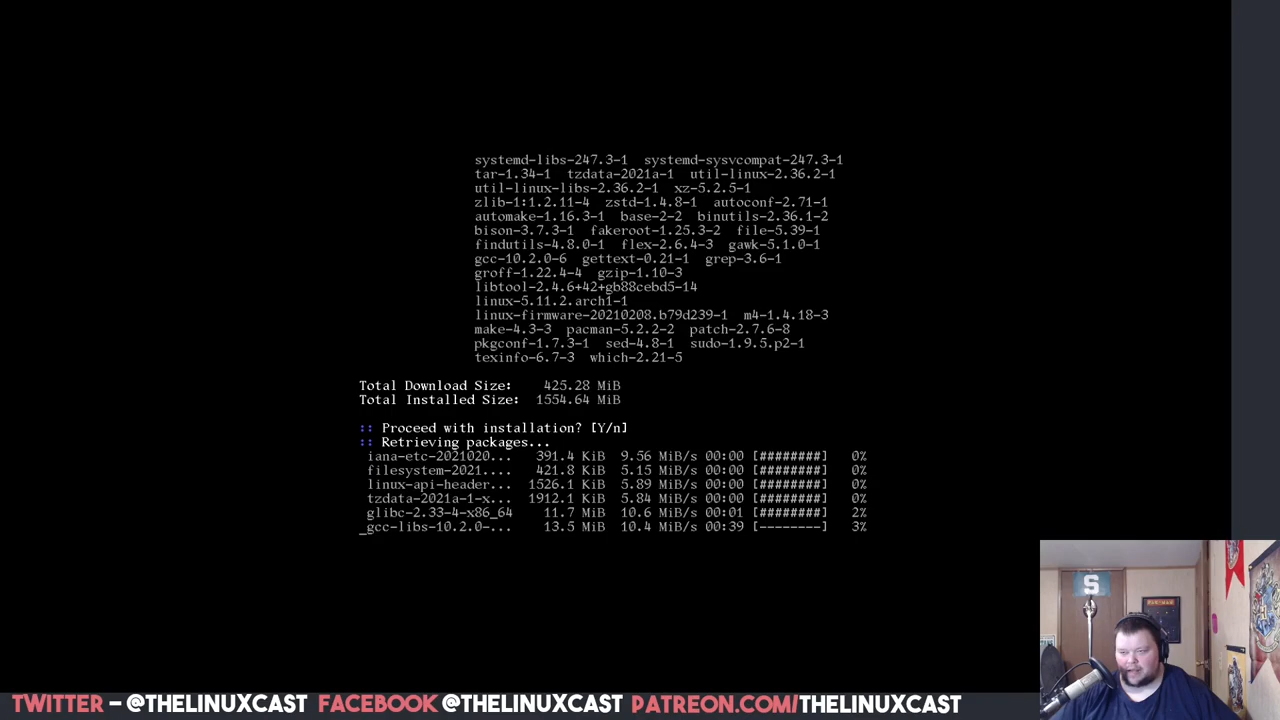 systemd-libs-247.3-1  systemd-sysvcompat-247.3-1
tar-1.34-1  tzdata-2021a-1  util-linux-2.36.2-1
util-linux-libs-2.36.2-1  xz-5.2.5-1
zlib-1:1.2.11-4  zstd-1.4.8-1  autoconf-2.71-1
automake-1.16.3-1  base-2-2  binutils-2.36.1-2
bison-3.7.3-1  fakeroot-1.25.3-2  file-5.39-1
findutils-4.8.0-1  flex-2.6.4-3  gawk-5.1.0-1
gcc-10.2.0-6  gettext-0.21-1  grep-3.6-1
groff-1.22.4-4  gzip-1.10-3
libtool-2.4.6+42+gb88cebd5-14
linux-5.11.2.arch1-1
linux-firmware-20210208.b79d239-1  m4-1.4.18-3
make-4.3-3  pacman-5.2.2-2  patch-2.7.6-8
pkgconf-1.7.3-1  sed-4.8-1  sudo-1.9.5.p2-1
texinfo-6.7-3  which-2.21-5
Total Download Size:    425.28 MiB
Total Installed Size:  1554.64 MiB
:: Proceed with installation? [Y/n]
:: Retrieving packages...
iana-etc-2021020...   391.4 KiB  9.56 MiB/s 00:00 [########]   0%
filesystem-2021....   421.8 KiB  5.15 MiB/s 00:00 [########]   0%
linux-api-header...  1526.1 KiB  5.89 MiB/s 00:00 [########]   0%
tzdata-2021a-1-x...  1912.1 KiB  5.84 MiB/s 00:00 [########]   0%
glibc-2.33-4-x86_64    11.7 MiB  10.6 MiB/s 00:01 [########]   2%
_gcc-libs-10.2.0-...    13.5 MiB  10.4 MiB/s 00:39 [--------]   3%
S
PAC-MAN
TWITTER – @THELINUXCAST  FACEBOOK @THELINUXCAST  PATREON.COM/THELINUXCAST